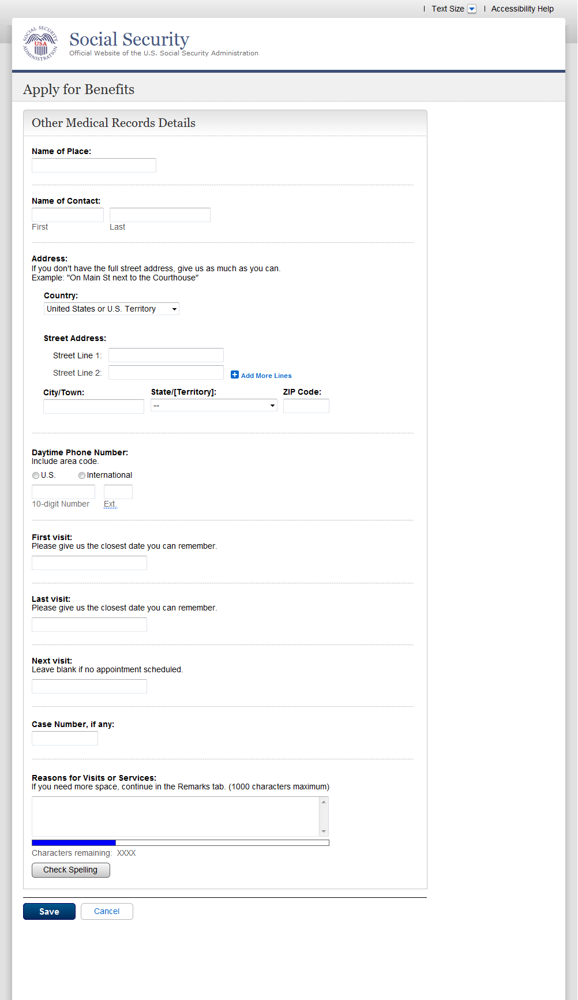 Text Size
Accessibility Help
SOCIAL SECURITY
USA
ADMINISTRATION
Social Security
Official Website of the U.S. Social Security Administration
Apply for Benefits
Other Medical Records Details
Name of Place:
Name of Contact:
First Last
Address:
If you don't have the full street address, give us as much as you can.
Example: "On Main St next to the Courthouse"
Country:
United States or U.S. Territory
Street Address:
Street Line 1:
Street Line 2: Add More Lines
City/Town: State/[Territory]: ZIP Code:
--
Daytime Phone Number:
Include area code.
U.S. International
10-digit Number Ext.
First visit:
Please give us the closest date you can remember.
Last visit:
Please give us the closest date you can remember.
Next visit:
Leave blank if no appointment scheduled.
Case Number, if any:
Reasons for Visits or Services:
If you need more space, continue in the Remarks tab. (1000 characters maximum)
Characters remaining: XXXX
Check Spelling
Save Cancel